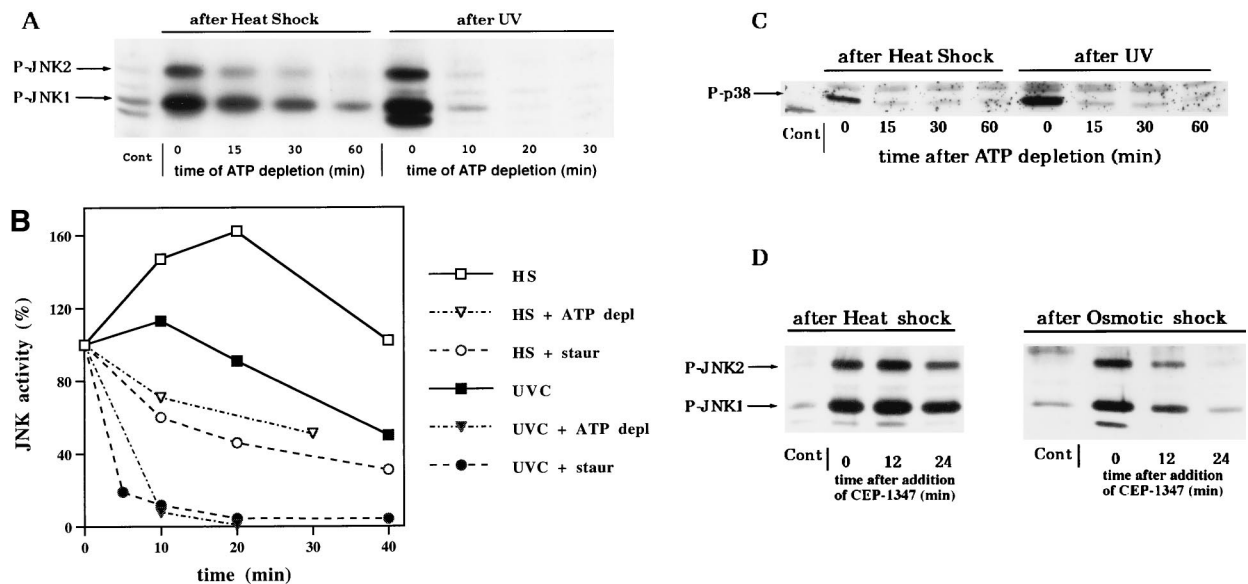 A
after Heat Shock
after UV
P-JNK2
P-JNK1
Cont
0 15 30 60
0 10 20 30
time of ATP depletion (min)
time of ATP depletion (min)
C
after Heat Shock
after UV
P-p38
Cont
0 15 30 60
0 15 30 60
time after ATP depletion (min)
B
JNK activity (%)
160
120
80
40
0
0 10 20 30 40
time (min)
HS
HS + ATP depl
HS + staur
UVC
UVC + ATP depl
UVC + staur
D
after Heat shock
after Osmotic shock
P-JNK2
P-JNK1
Cont
0 12 24
time after addition
of CEP-1347 (min)
Cont
0 12 24
time after addition
of CEP-1347 (min)